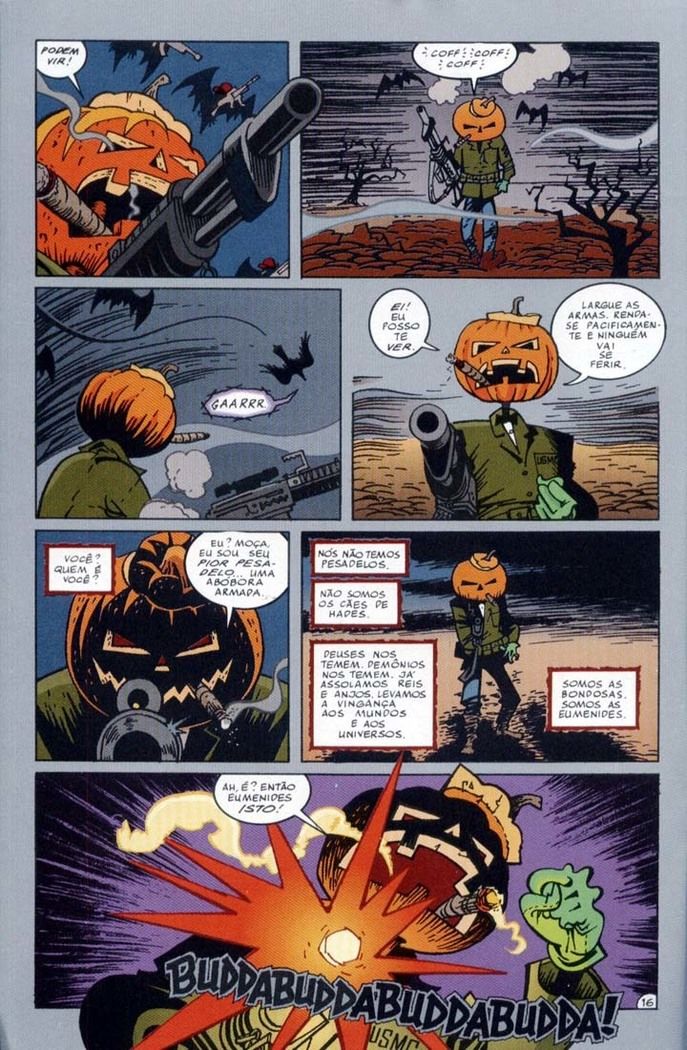 PODEM
VIR!
COFF! COFF!
COFF!
EI!
EU
POSSO
TE
VER.
LARGUE AS
ARMAS. RENDA-
SE PACIFICAMEN-
TE E NINGUÉM
VAI
SE
FERIR.
GAARRR.
USMC
VOCÊ?
QUEM É
VOCÊ?
EU? MOÇA,
EU SOU SEU
PIOR PESA-
DELO... UMA
ABÓBORA
ARMADA.
NÓS NÃO TEMOS
PESADELOS.
NÃO SOMOS
OS CÃES DE
HADES.
DEUSES NOS
TEMEM. DEMÔNIOS
NOS TEMEM. JÁ
ASSOLAMOS REIS
E ANJOS, LEVAMOS
A VINGANÇA
AOS MUNDOS
E AOS
UNIVERSOS.
SOMOS AS
BONDOSAS.
SOMOS AS
EUMENIDES.
AH, É? ENTÃO
EUMENIDES
ISTO!
BUDDABUDDABUDDABUDDA!
USMC
16